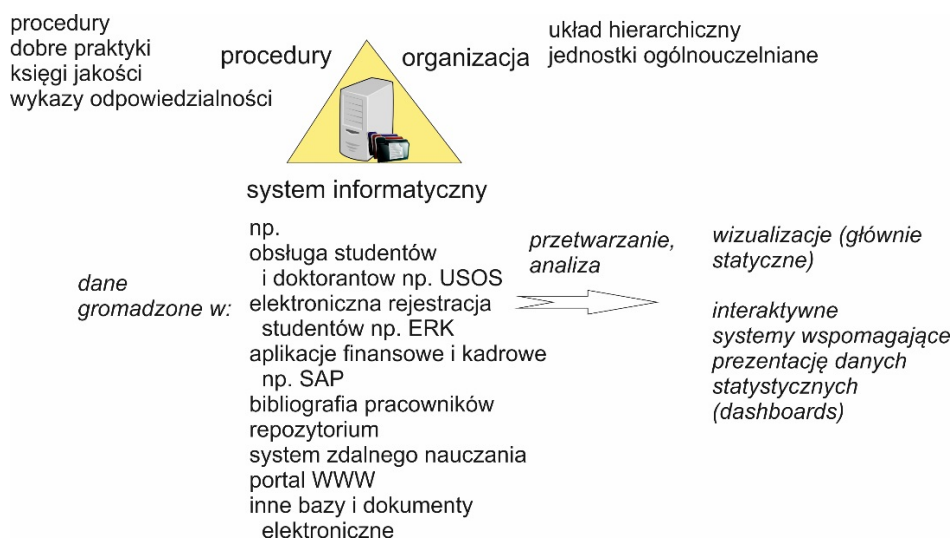 procedury
dobre praktyki
księgi jakości
wykazy odpowiedzialności
procedury
organizacja
układ hierarchiczny
jednostki ogólnouczelniane
system informatyczny
dane
gromadzone w:
np.
obsługa studentów
i doktorantow np. USOS
elektroniczna rejestracja
studentów np. ERK
aplikacje finansowe i kadrowe
np. SAP
bibliografia pracowników
repozytorium
system zdalnego nauczania
portal WWW
inne bazy i dokumenty
elektroniczne
przetwarzanie,
analiza
wizualizacje (głównie
statyczne)
interaktywne
systemy wspomagające
prezentację danych
statystycznych
(dashboards)